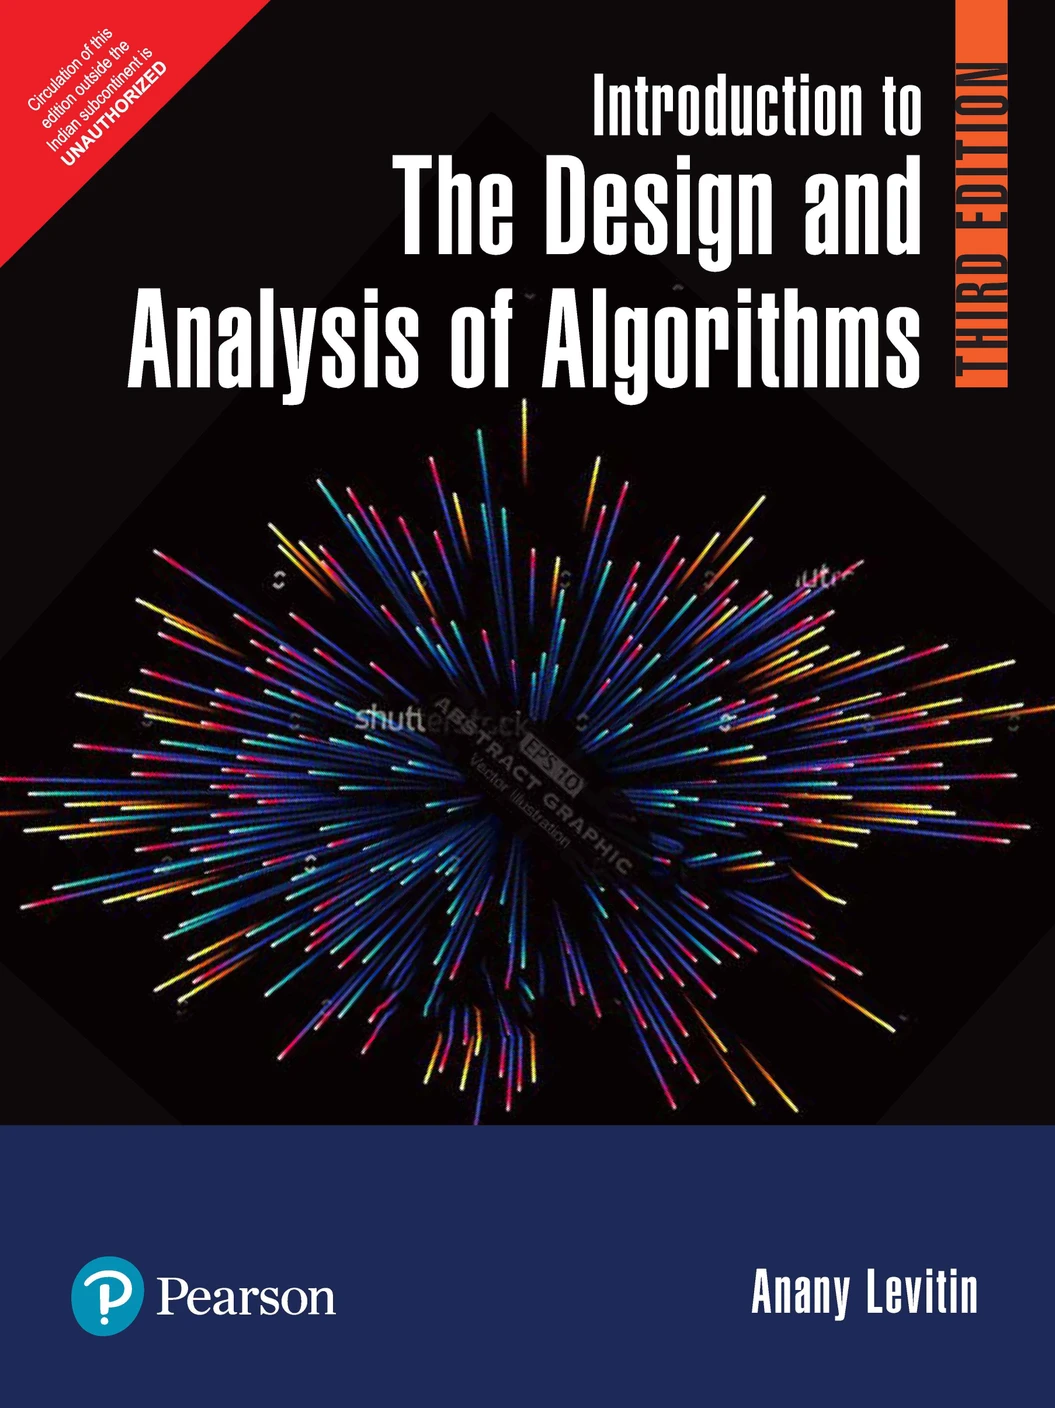 Circulation of this
edition outside the
Indian subcontinent is
UNAUTHORIZED
Introduction to
The Design and
Analysis of Algorithms
THIRD EDITION
shutterstock
EPS 10
ABSTRACT GRAPHIC
Vector Illustration
Pearson
Anany Levitin